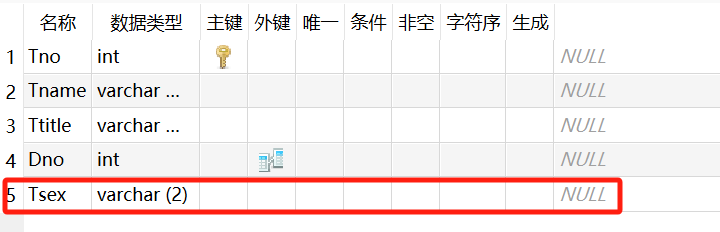 名称 数据类型 主键 外键 唯一 条件 非空 字符序 生成
1 Tno int NULL
2 Tname varchar ... NULL
3 Ttitle varchar ... NULL
4 Dno int NULL
5 Tsex varchar (2) NULL